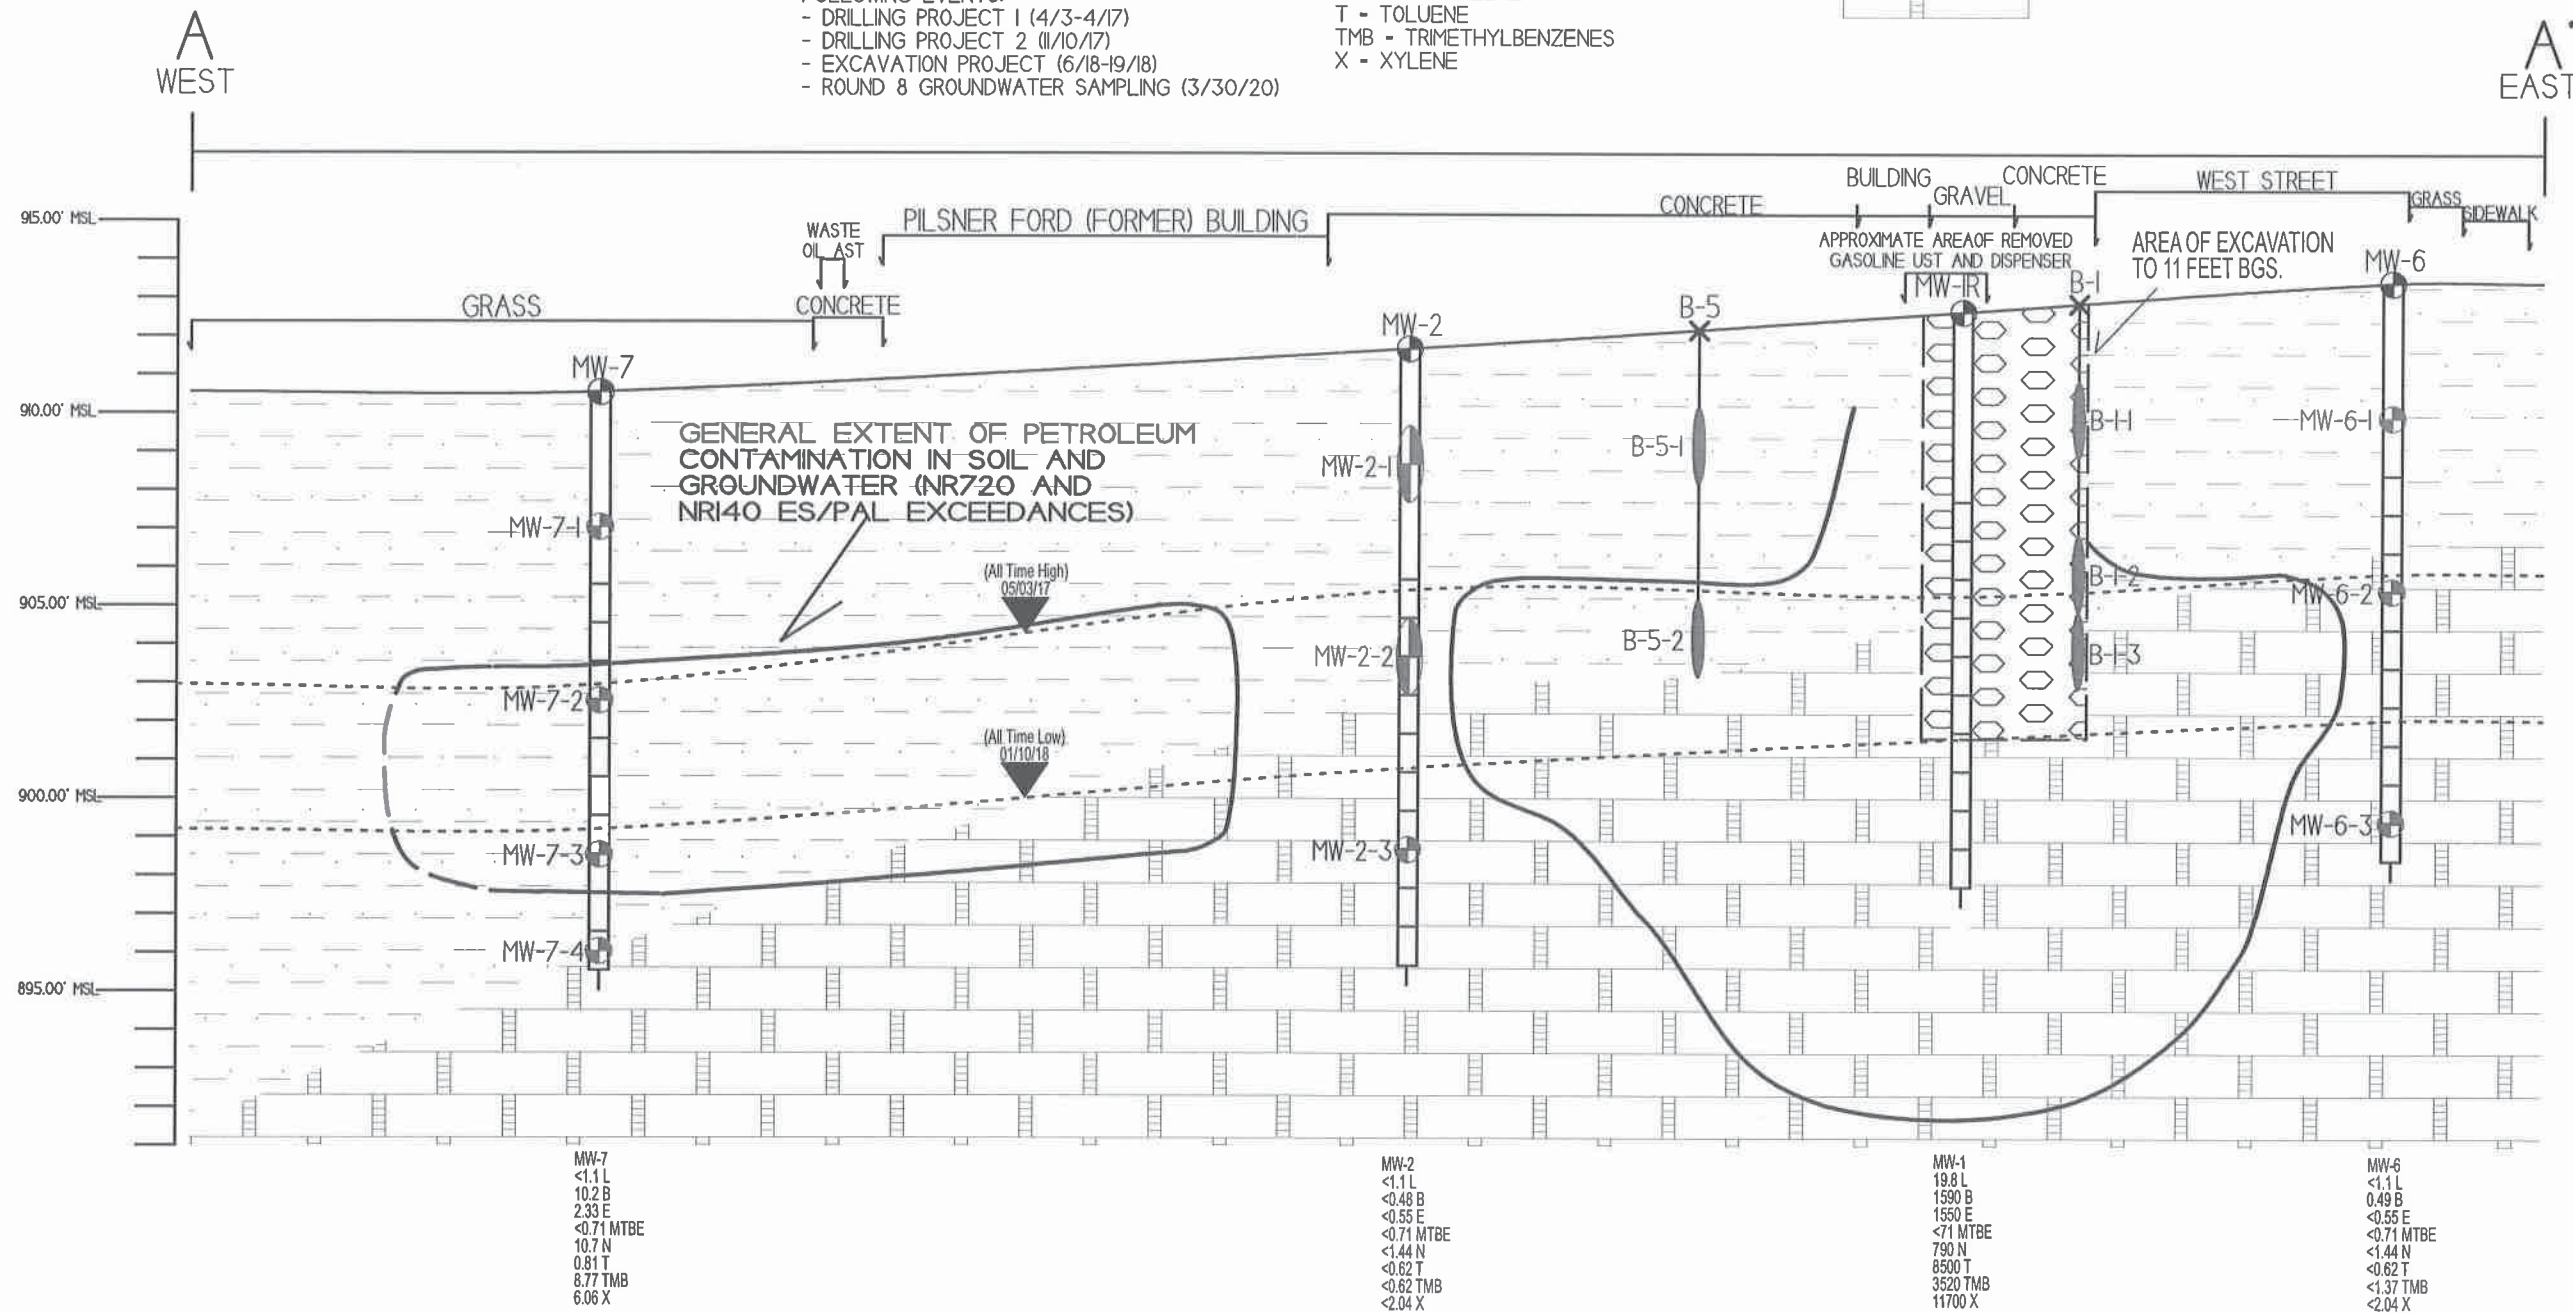 A
WEST
- DRILLING PROJECT 1 (4/3-4/17)
- DRILLING PROJECT 2 (11/10/17)
- EXCAVATION PROJECT (6/18-19/18)
- ROUND 8 GROUNDWATER SAMPLING (3/30/20)
T - TOLUENE
TMB - TRIMETHYLBENZENES
X - XYLENE
A'
EAST
915.00' MSL
910.00' MSL
905.00' MSL
900.00' MSL
895.00' MSL
GRASS
WASTE
OIL AST
CONCRETE
PILSNER FORD (FORMER) BUILDING
CONCRETE
BUILDING
GRAVEL
CONCRETE
WEST STREET
GRASS
SIDEWALK
APPROXIMATE AREAOF REMOVED
GASOLINE UST AND DISPENSER
AREA OF EXCAVATION
TO 11 FEET BGS.
MW-7
MW-2
B-5
MW-1R
B-1
MW-6
GENERAL EXTENT OF PETROLEUM
CONTAMINATION IN SOIL AND
GROUNDWATER (NR720 AND
NR140 ES/PAL EXCEEDANCES)
MW-7-1
MW-7-2
MW-7-3
MW-7-4
(All Time High)
05/03/17
(All Time Low)
01/10/18
MW-2-1
MW-2-2
MW-2-3
B-5-1
B-5-2
B-1-1
B-1-2
B-1-3
MW-6-1
MW-6-2
MW-6-3
MW-7
<1.1 L
10.2 B
2.33 E
<0.71 MTBE
10.7 N
0.81 T
8.77 TMB
6.06 X
MW-2
<1.1 L
<0.48 B
<0.55 E
<0.71 MTBE
<1.44 N
<0.62 T
<0.62 TMB
<2.04 X
MW-1
19.8 L
1590 B
1550 E
<71 MTBE
790 N
8500 T
3520 TMB
11700 X
MW-6
<1.1 L
0.49 B
<0.55 E
<0.71 MTBE
<1.44 N
<0.62 T
<1.37 TMB
<2.04 X